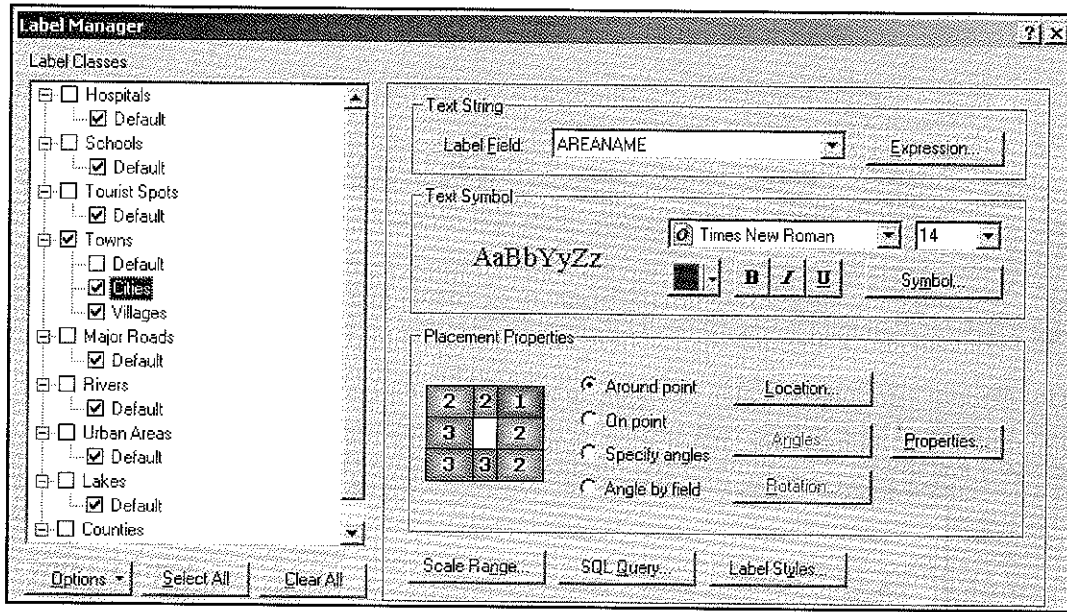 Label Manager
? x
Label Classes
Hospitals
Default
Schools
Default
Tourist Spots
Default
Towns
Default
Cities
Villages
Major Roads
Default
Rivers
Default
Urban Areas
Default
Lakes
Default
Counties
Options
Select All
Clear All
Text String
Label Field:
AREANAME
Expression...
Text Symbol
AaBbYyZz
O Times New Roman
14
B I U
Symbol...
Placement Properties
2 2 1
3 2
3 3 2
Around point
On point
Specify angles
Angle by field
Location...
Angles...
Rotation...
Properties...
Scale Range...
SQL Query...
Label Styles...